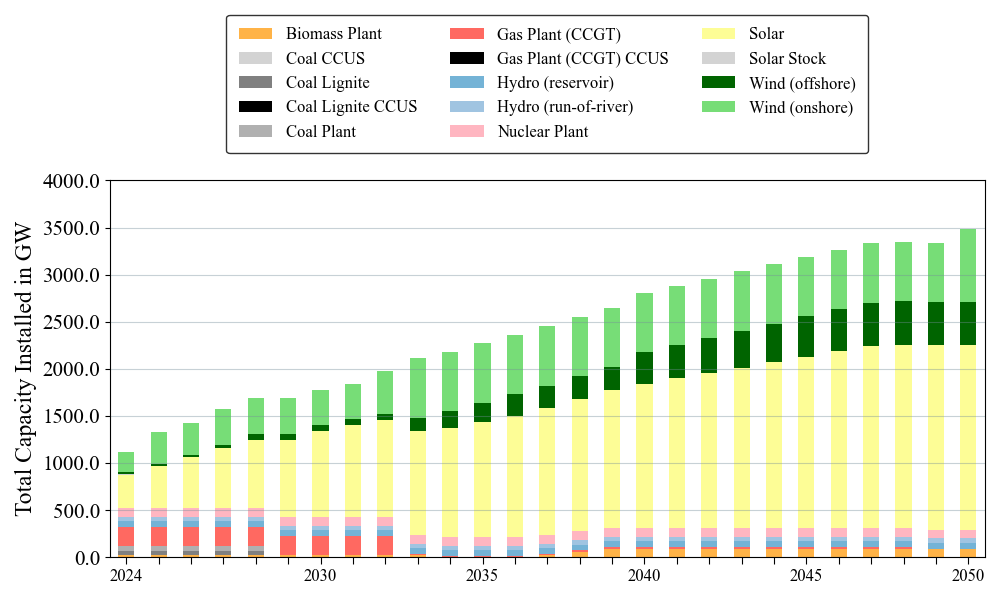 Biomass Plant
Coal CCUS
Coal Lignite
Coal Lignite CCUS
Coal Plant
Gas Plant (CCGT)
Gas Plant (CCGT) CCUS
Hydro (reservoir)
Hydro (run-of-river)
Nuclear Plant
Solar
Solar Stock
Wind (offshore)
Wind (onshore)
Total Capacity Installed in GW
4000.0
3500.0
3000.0
2500.0
2000.0
1500.0
1000.0
500.0
0.0
2024
2030
2035
2040
2045
2050